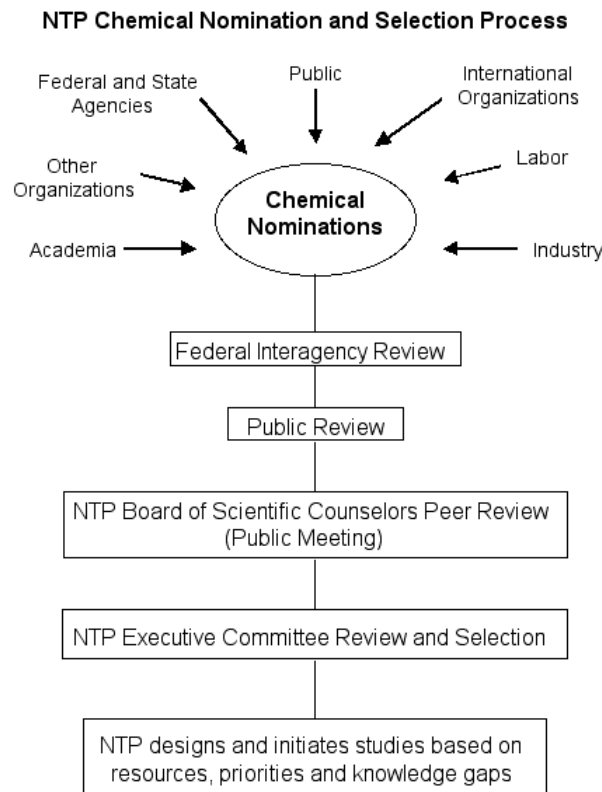 NTP Chemical Nomination and Selection Process
Public
Federal and State
Agencies
International
Organizations
Other
Organizations
Labor
Chemical
Nominations
Academia
Industry
Federal Interagency Review
Public Review
NTP Board of Scientific Counselors Peer Review
(Public Meeting)
NTP Executive Committee Review and Selection
NTP designs and initiates studies based on
resources, priorities and knowledge gaps